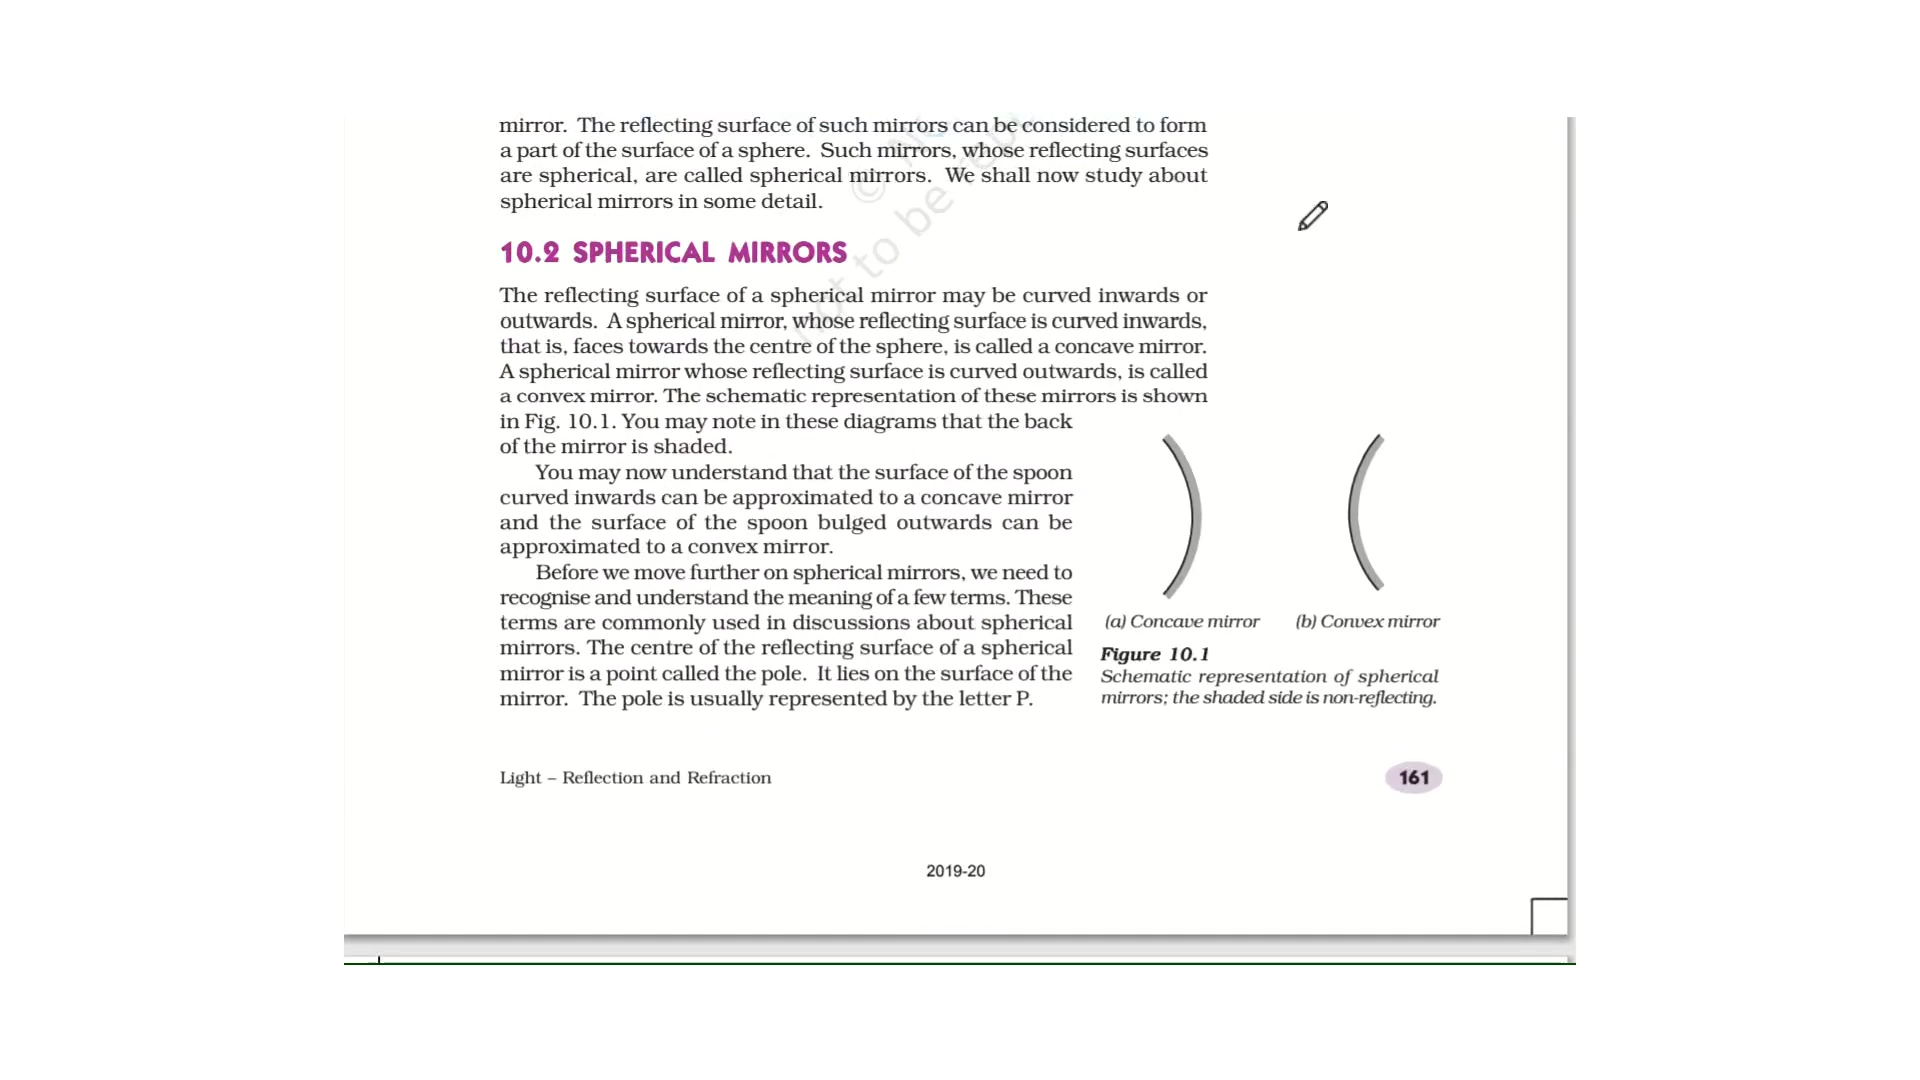 mirror. The reflecting surface of such mirrors can be considered to form
a part of the surface of a sphere. Such mirrors, whose reflecting surfaces
are spherical, are called spherical mirrors. We shall now study about
spherical mirrors in some detail.
10.2 SPHERICAL MIRRORS
The reflecting surface of a spherical mirror may be curved inwards or
outwards. A spherical mirror, whose reflecting surface is curved inwards,
that is, faces towards the centre of the sphere, is called a concave mirror.
A spherical mirror whose reflecting surface is curved outwards, is called
a convex mirror. The schematic representation of these mirrors is shown
in Fig. 10.1. You may note in these diagrams that the back
of the mirror is shaded.
You may now understand that the surface of the spoon
curved inwards can be approximated to a concave mirror
and the surface of the spoon bulged outwards can be
approximated to a convex mirror.
Before we move further on spherical mirrors, we need to
recognise and understand the meaning of a few terms. These
terms are commonly used in discussions about spherical
mirrors. The centre of the reflecting surface of a spherical
mirror is a point called the pole. It lies on the surface of the
mirror. The pole is usually represented by the letter P.
(a) Concave mirror (b) Convex mirror
Figure 10.1
Schematic representation of spherical
mirrors; the shaded side is non-reflecting.
Light – Reflection and Refraction
161
2019-20
not to be
©